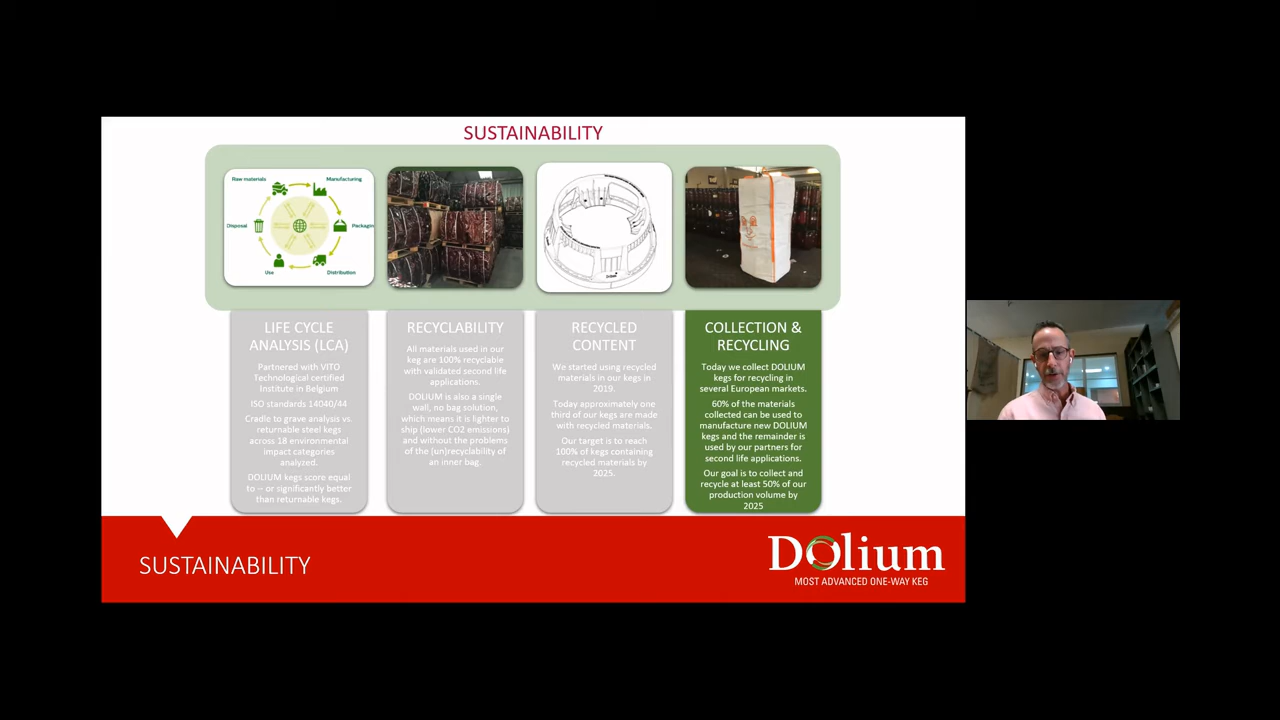 SUSTAINABILITY
Raw materials
Manufacturing
Disposal
Packagin
Use
Distribution
LIFE CYCLE
ANALYSIS (LCA)
Partnered with VITO
Technological certified
Institute in Belgium
ISO standards 14040/44
Cradle to grave analysis vs.
returnable steel kegs
across 18 environmental
impact categories
analyzed.
DOLIUM kegs score equal
to – or significantly better
than returnable kegs.
RECYCLABILITY
All materials used in our
keg are 100% recyclable
with validated second life
applications.
DOLIUM is also a single
wall, no bag solution,
which means it is lighter to
ship (lower CO2 emissions)
and without the problems
of the (un)recyclability of
an inner bag.
RECYCLED
CONTENT
We started using recycled
materials in our kegs in
2019.
Today approximately one
third of our kegs are made
with recycled materials.
Our target is to reach
100% of kegs containing
recycled materials by
2025.
COLLECTION &
RECYCLING
Today we collect DOLIUM
kegs for recycling in
several European markets.
60% of the materials
collected can be used to
manufacture new DOLIUM
kegs and the remainder is
used by our partners for
second life applications.
Our goal is to collect and
recycle at least 50% of our
production volume by
2025
SUSTAINABILITY
Dolium
MOST ADVANCED ONE-WAY KEG